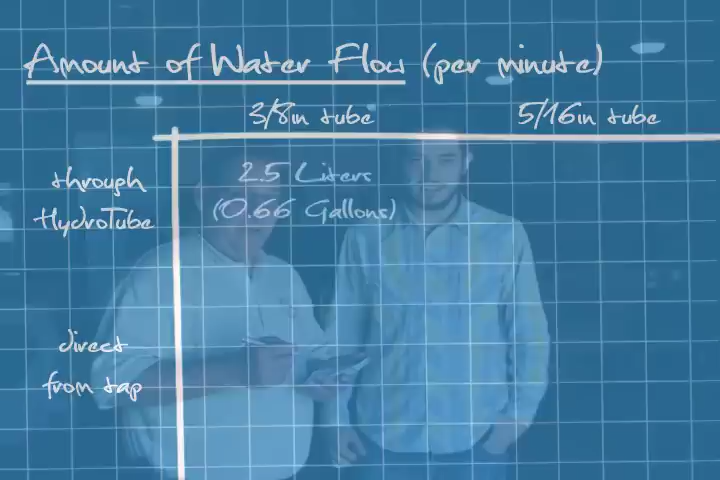 Amount of Water Flow (per minute)
3/8in tube 5/16in tube
through 2.5 Liters
HydroTube (0.66 Gallons)
direct
from tap